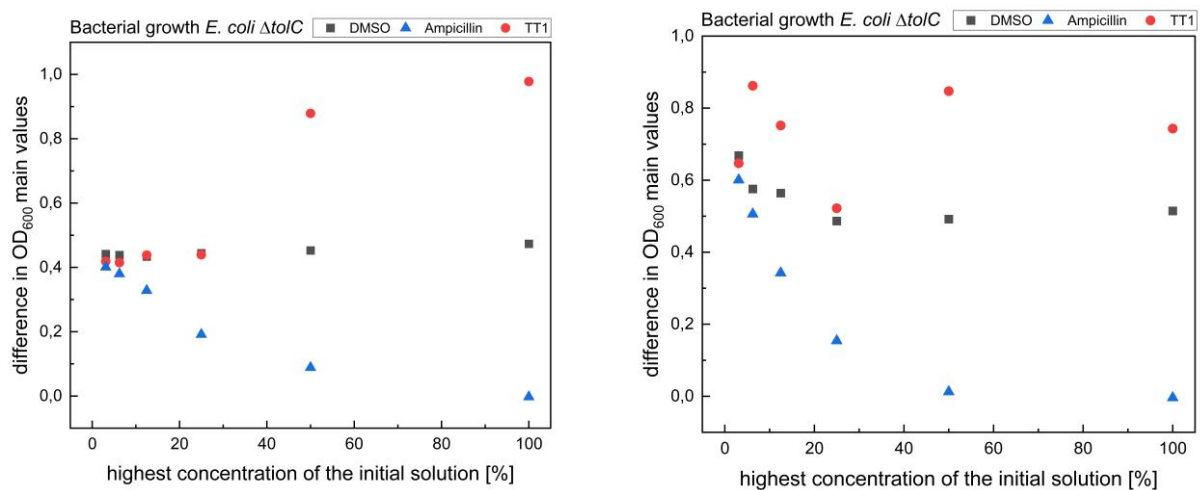 Bacterial growth E. coli ΔtolC DMSO Ampicillin TT1
1,0
0,8
0,6
0,4
0,2
0,0
difference in OD600 main values
0 20 40 60 80 100
highest concentration of the initial solution [%]
Bacterial growth E. coli ΔtolC DMSO Ampicillin TT1
1,0
0,8
0,6
0,4
0,2
0,0
difference in OD600 main values
0 20 40 60 80 100
highest concentration of the initial solution [%]